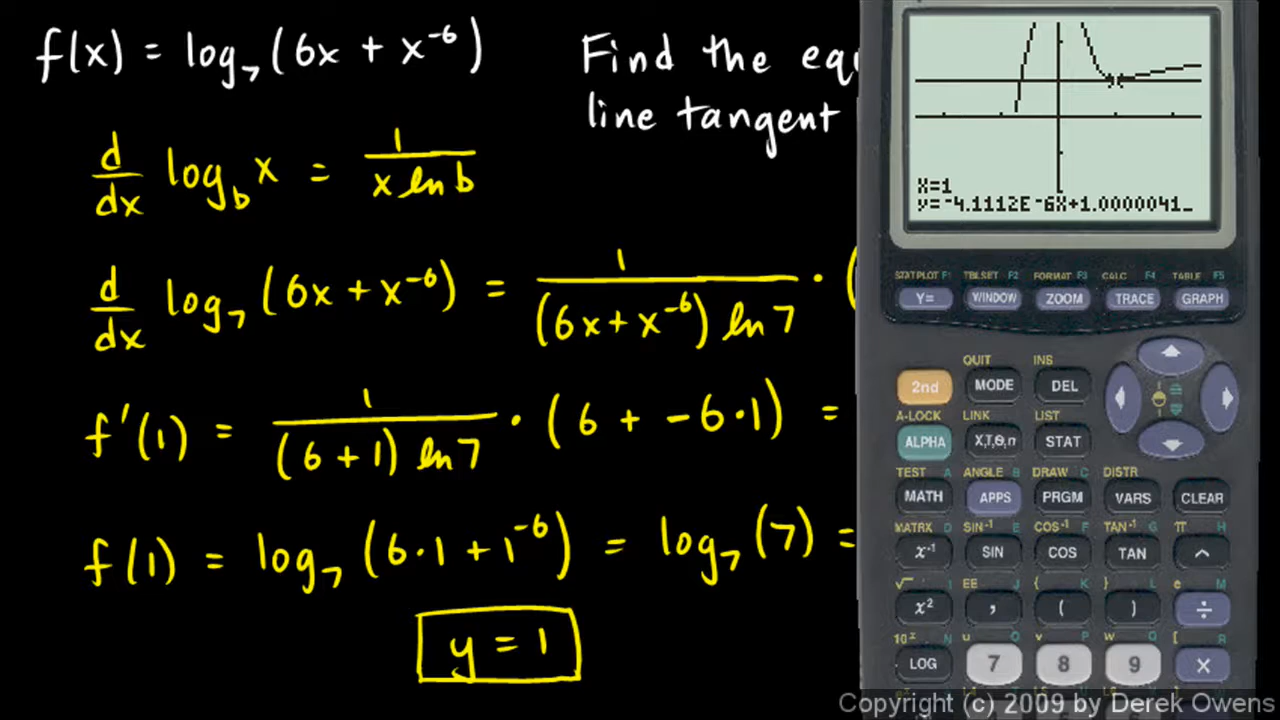 f(x) = log₇(6x + x⁻⁶)
Find the equ
line tangent
d/dx log_b x = 1/(x ln b)
d/dx log₇(6x + x⁻⁶) = 1/((6x + x⁻⁶) ln 7) · (
f'(1) = 1/((6 + 1) ln 7) · (6 + -6·1) =
f(1) = log₇(6·1 + 1⁻⁶) = log₇(7) =
y = 1
X=1
y=-4.1112E-6X+1.0000041_
STAT PLOT F1 TBLSET F2 FORMAT F3 CALC F4 TABLE F5
Y= WINDOW ZOOM TRACE GRAPH
QUIT INS
2nd MODE DEL
A-LOCK LINK LIST
ALPHA X,T,Θ,n STAT
TEST A ANGLE B DRAW C DISTR
MATH APPS PRGM VARS CLEAR
MATRX D SIN⁻¹ E COS⁻¹ F TAN⁻¹ G π H
x⁻¹ SIN COS TAN ^
√ I EE J { K } L e M
x² , ( ) ÷
10ˣ N u O v P w Q [ R
LOG 7 8 9 ×
Copyright (c) 2009 by Derek Owens